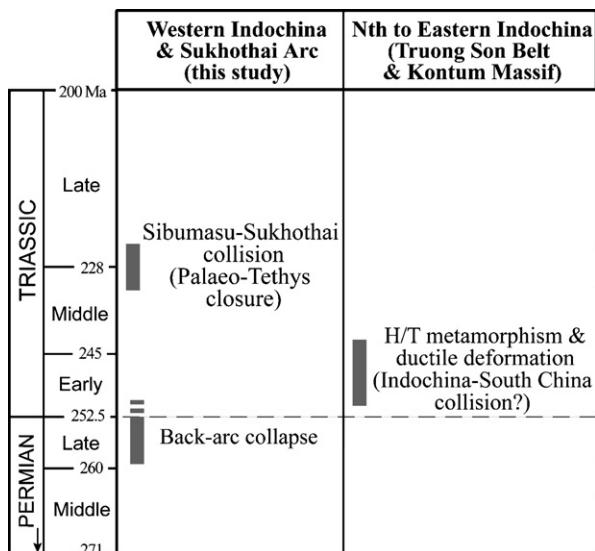 Western Indochina
& Sukhothai Arc
(this study)
Nth to Eastern Indochina
(Truong Son Belt
& Kontum Massif)
200 Ma
TRIASSIC
Late
Sibumasu-Sukhothai
collision
(Palaeo-Tethys
closure)
228
Middle
H/T metamorphism &
ductile deformation
(Indochina-South China
collision?)
245
Early
252.5
PERMIAN
Late
Back-arc collapse
260
Middle
271